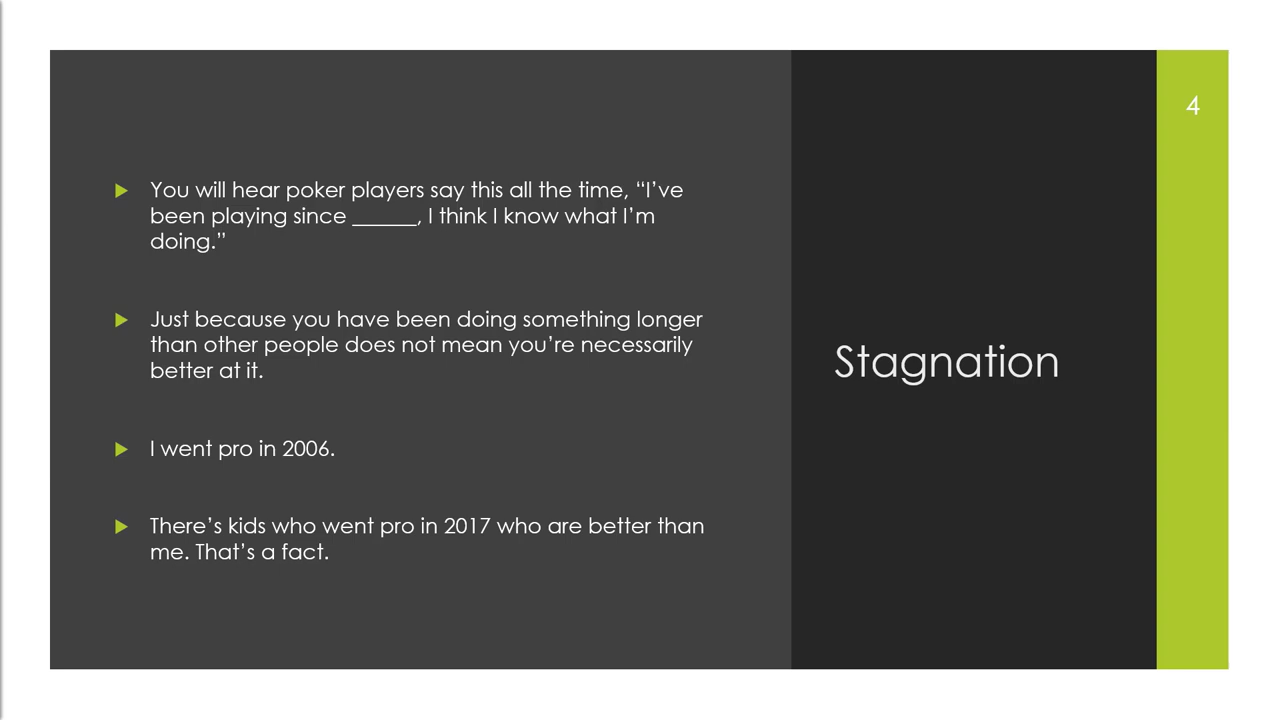 4
You will hear poker players say this all the time, “I’ve
been playing since ______, I think I know what I’m
doing.”
Just because you have been doing something longer
than other people does not mean you’re necessarily
better at it.
I went pro in 2006.
There’s kids who went pro in 2017 who are better than
me. That’s a fact.
Stagnation